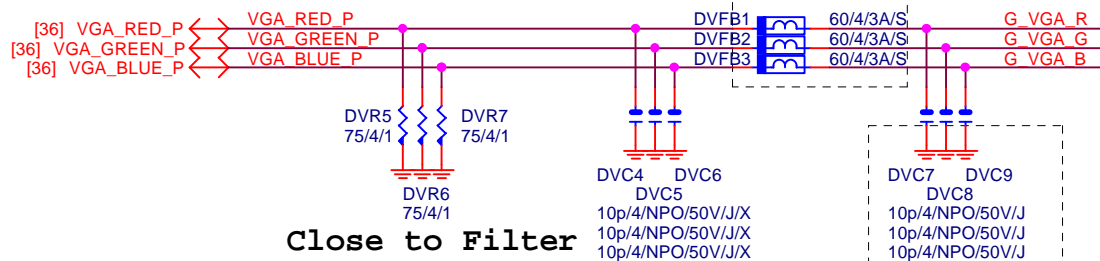 [36] VGA_RED_P VGA_RED_P DVFB1 60/4/3A/S G_VGA_R
[36] VGA_GREEN_P VGA_GREEN_P DVFB2 60/4/3A/S G_VGA_G
[36] VGA_BLUE_P VGA_BLUE_P DVFB3 60/4/3A/S G_VGA_B
DVR5 DVR7
75/4/1 75/4/1
DVR6
75/4/1
Close to Filter
DVC4 DVC6
DVC5
10p/4/NPO/50V/J/X
10p/4/NPO/50V/J/X
10p/4/NPO/50V/J/X
DVC7 DVC9
DVC8
10p/4/NPO/50V/J
10p/4/NPO/50V/J
10p/4/NPO/50V/J